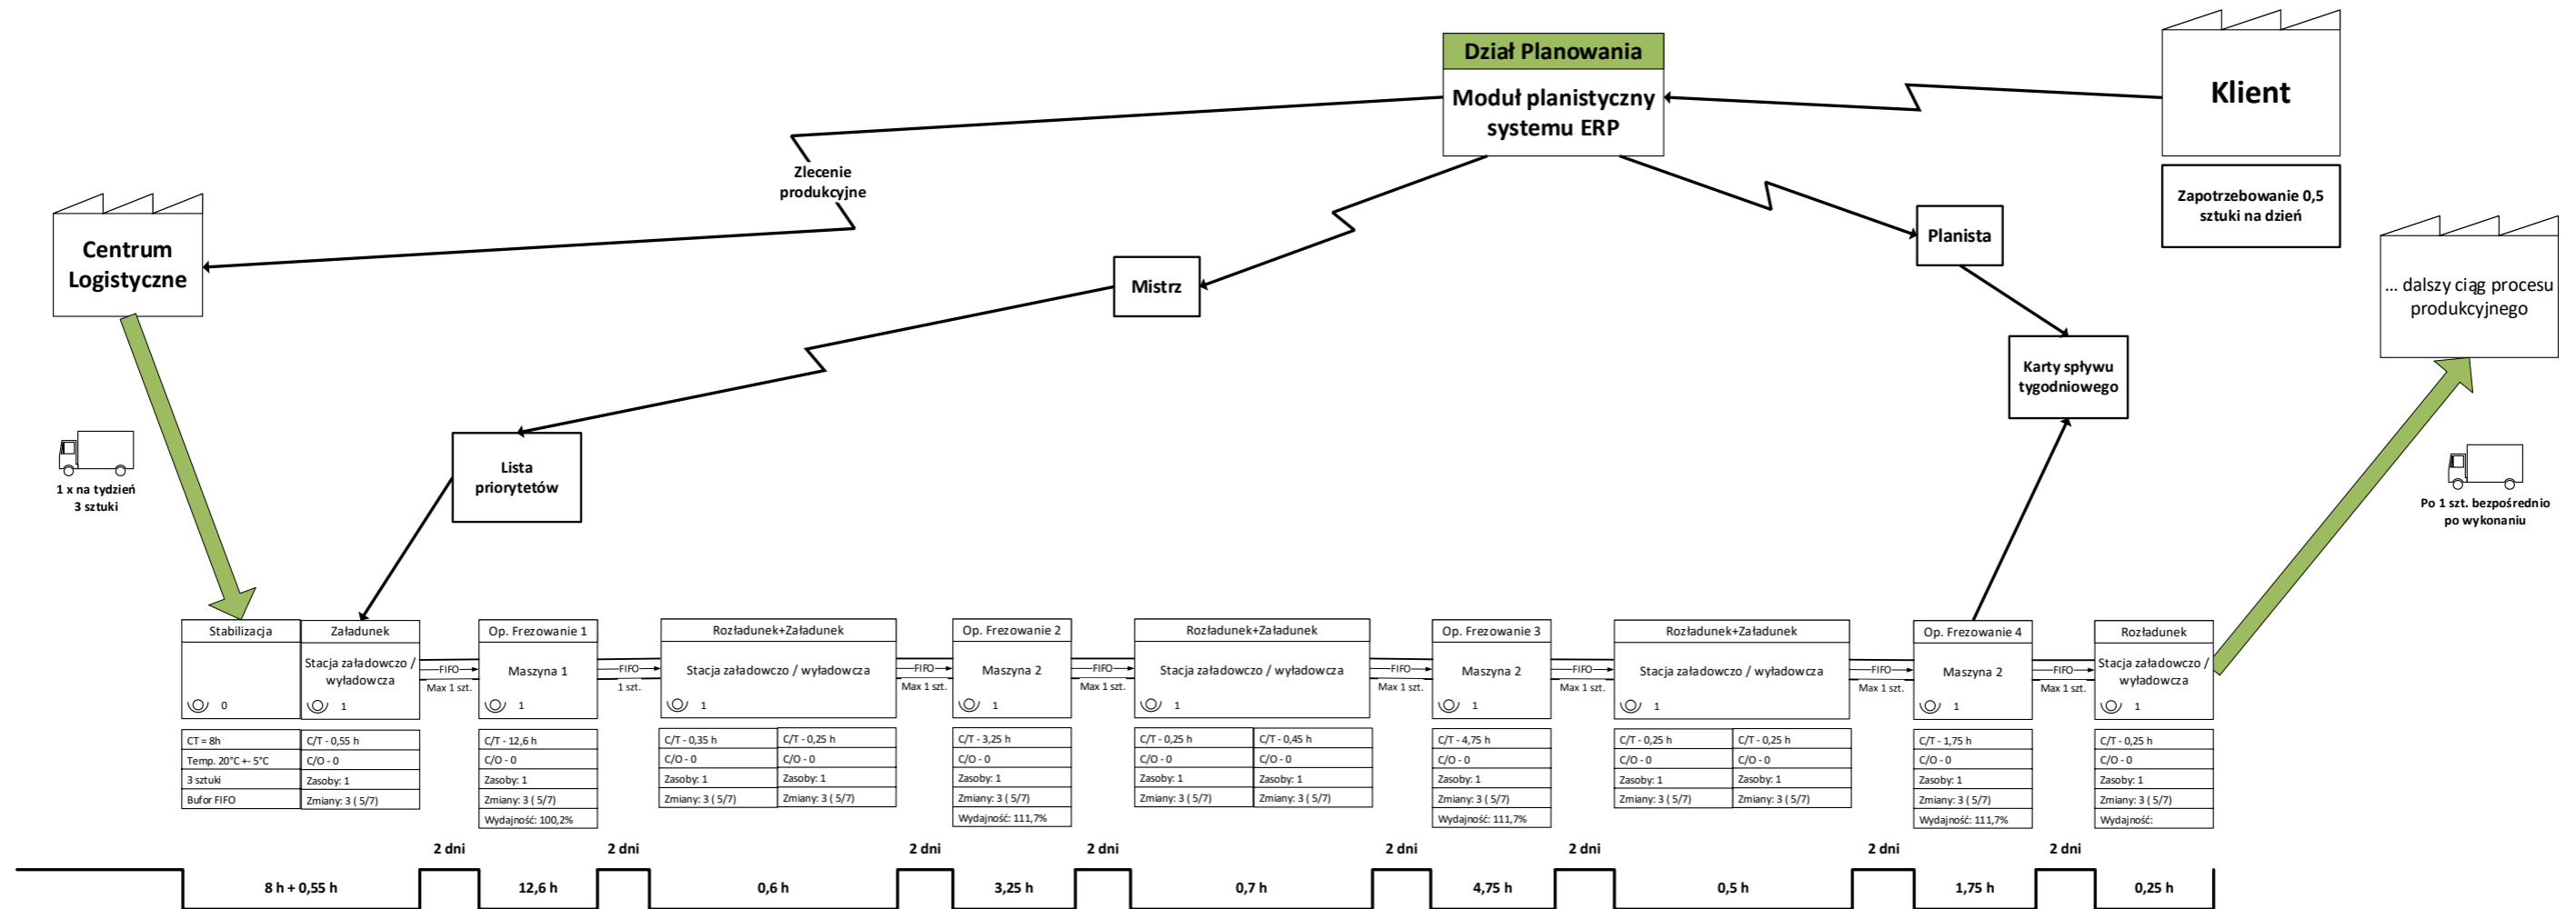 Dział Planowania
Moduł planistyczny
systemu ERP
Klient
Zapotrzebowanie 0,5
sztuki na dzień
Zlecenie
produkcyjne
Centrum
Logistyczne
Planista
Mistrz
... dalszy ciąg procesu
produkcyjnego
Karty spływu
tygodniowego
Lista
priorytetów
1 x na tydzień
3 sztuki
Po 1 szt. bezpośrednio
po wykonaniu
Stabilizacja
0
CT = 8h
Temp. 20°C +- 5°C
3 sztuki
Bufor FIFO
Załadunek
Stacja załadowczo /
wyładowcza
1
C/T - 0,55 h
C/O - 0
Zasoby: 1
Zmiany: 3 ( 5/7)
FIFO
Max 1 szt.
Op. Frezowanie 1
Maszyna 1
1
C/T - 12,6 h
C/O - 0
Zasoby: 1
Zmiany: 3 ( 5/7)
Wydajność: 100,2%
FIFO
1 szt.
Rozładunek+Załadunek
Stacja załadowczo / wyładowcza
1
C/T - 0,35 h
C/O - 0
Zasoby: 1
Zmiany: 3 ( 5/7)
C/T - 0,25 h
C/O - 0
Zasoby: 1
Zmiany: 3 ( 5/7)
FIFO
Max 1 szt.
Op. Frezowanie 2
Maszyna 2
1
C/T - 3,25 h
C/O - 0
Zasoby: 1
Zmiany: 3 ( 5/7)
Wydajność: 111,7%
FIFO
Max 1 szt.
Rozładunek+Załadunek
Stacja załadowczo / wyładowcza
1
C/T - 0,25 h
C/O - 0
Zasoby: 1
Zmiany: 3 ( 5/7)
C/T - 0,45 h
C/O - 0
Zasoby: 1
Zmiany: 3 ( 5/7)
FIFO
Max 1 szt.
Op. Frezowanie 3
Maszyna 2
1
C/T - 4,75 h
C/O - 0
Zasoby: 1
Zmiany: 3 ( 5/7)
Wydajność: 111,7%
FIFO
Max 1 szt.
Rozładunek+Załadunek
Stacja załadowczo / wyładowcza
1
C/T - 0,25 h
C/O - 0
Zasoby: 1
Zmiany: 3 ( 5/7)
C/T - 0,25 h
C/O - 0
Zasoby: 1
Zmiany: 3 ( 5/7)
FIFO
Max 1 szt.
Op. Frezowanie 4
Maszyna 2
1
C/T - 1,75 h
C/O - 0
Zasoby: 1
Zmiany: 3 ( 5/7)
Wydajność: 111,7%
FIFO
Max 1 szt.
Rozładunek
Stacja załadowczo /
wyładowcza
1
C/T - 0,25 h
C/O - 0
Zasoby: 1
Zmiany: 3 ( 5/7)
Wydajność:
2 dni
2 dni
2 dni
2 dni
2 dni
2 dni
2 dni
2 dni
8 h + 0,55 h
12,6 h
0,6 h
3,25 h
0,7 h
4,75 h
0,5 h
1,75 h
0,25 h